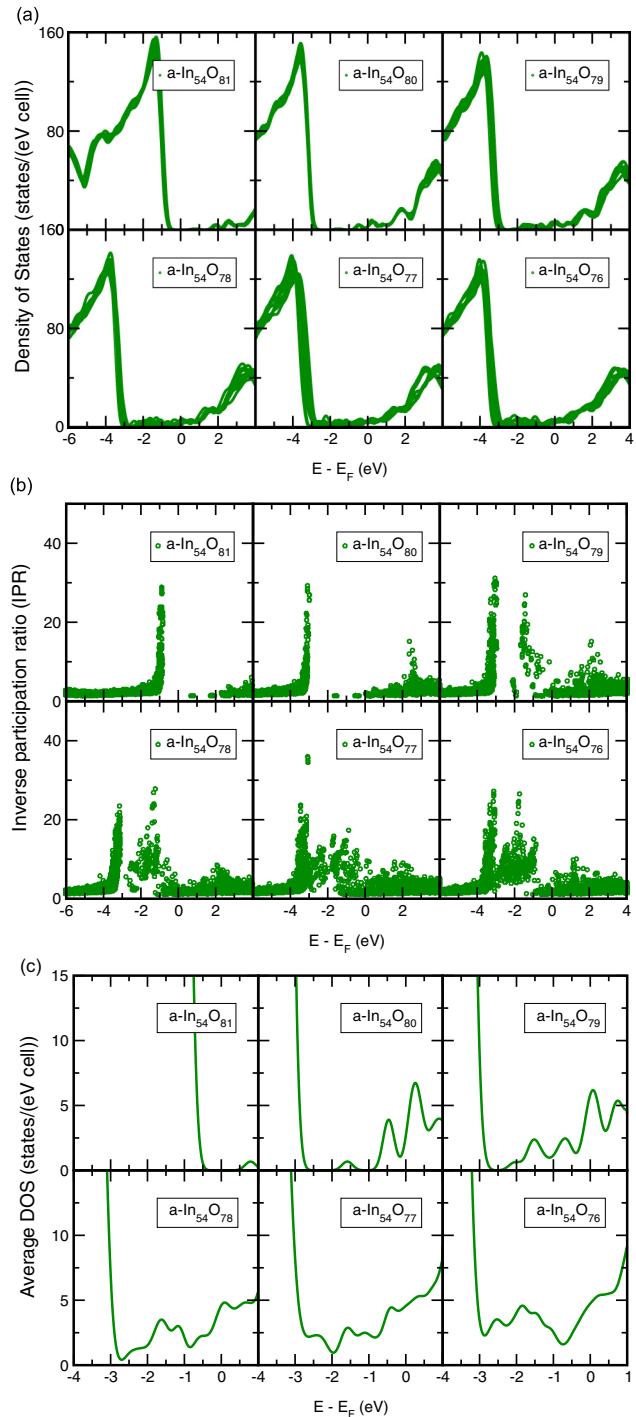 (a)
160
a-In54O81
a-In54O80
a-In54O79
80
160
0
a-In54O78
a-In54O77
a-In54O76
80
0
-6 -4 -2 0 2 -4 -2 0 2 -4 -2 0 2 4
Density of States (states/(eV cell))
E - EF (eV)
(b)
40
a-In54O81
a-In54O80
a-In54O79
20
0
40
a-In54O78
a-In54O77
a-In54O76
20
0
-6 -4 -2 0 2 -4 -2 0 2 -4 -2 0 2 4
Inverse participation ratio (IPR)
E - EF (eV)
(c)
15
a-In54O81
a-In54O80
a-In54O79
10
5
0
a-In54O78
a-In54O77
a-In54O76
10
5
0
-4 -3 -2 -1 0 -4 -3 -2 -1 0 -4 -3 -2 -1 0 1
Average DOS (states/(eV cell))
E - EF (eV)